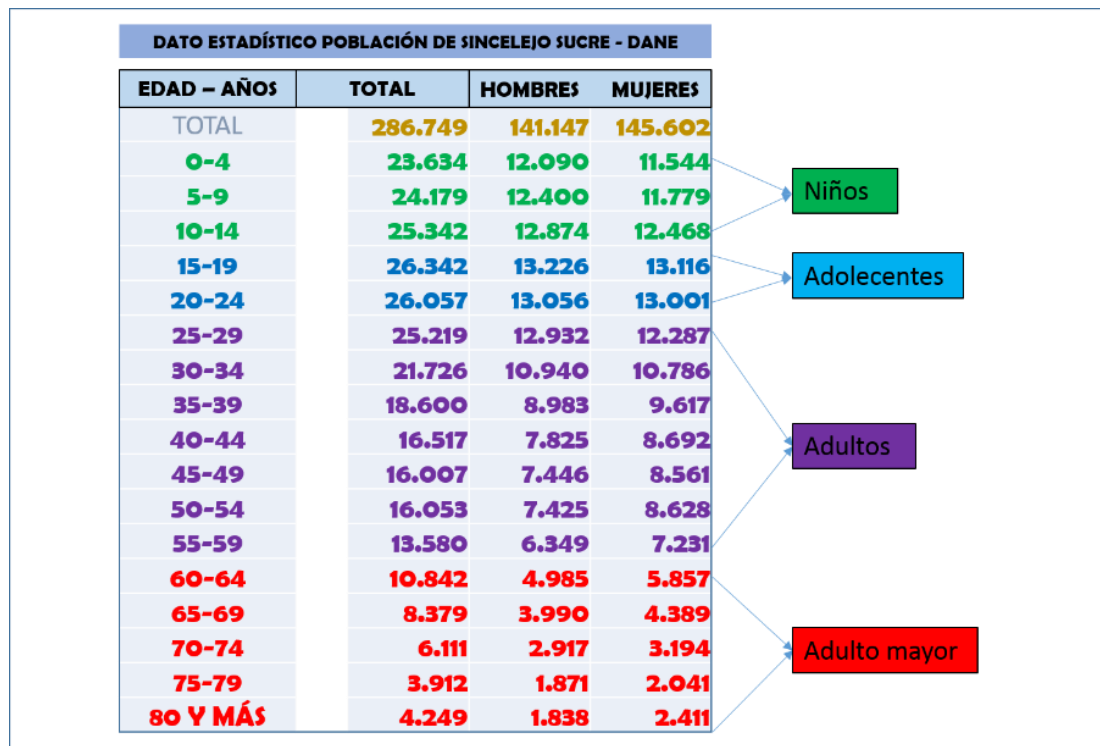 DATO ESTADÍSTICO POBLACIÓN DE SINCELEJO SUCRE - DANE
EDAD – AÑOS TOTAL HOMBRES MUJERES
TOTAL 286.749 141.147 145.602
0-4 23.634 12.090 11.544
5-9 24.179 12.400 11.779
10-14 25.342 12.874 12.468
15-19 26.342 13.226 13.116
20-24 26.057 13.056 13.001
25-29 25.219 12.932 12.287
30-34 21.726 10.940 10.786
35-39 18.600 8.983 9.617
40-44 16.517 7.825 8.692
45-49 16.007 7.446 8.561
50-54 16.053 7.425 8.628
55-59 13.580 6.349 7.231
60-64 10.842 4.985 5.857
65-69 8.379 3.990 4.389
70-74 6.111 2.917 3.194
75-79 3.912 1.871 2.041
80 Y MÁS 4.249 1.838 2.411
Niños
Adolecentes
Adultos
Adulto mayor